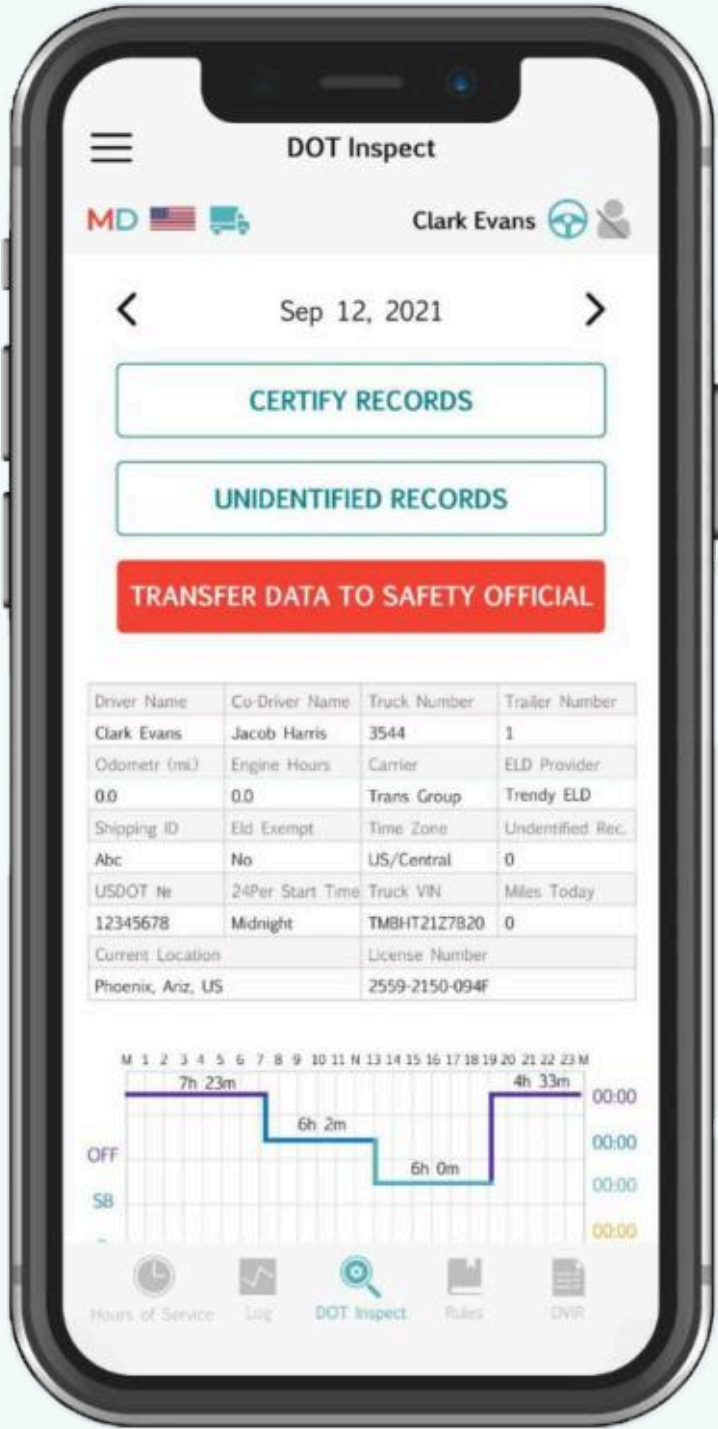 DOT Inspect
MD Clark Evans
Sep 12, 2021
CERTIFY RECORDS
UNIDENTIFIED RECORDS
TRANSFER DATA TO SAFETY OFFICIAL
Driver Name Co-Driver Name Truck Number Trailer Number
Clark Evans Jacob Harris 3544 1
Odometr (mi.) Engine Hours Carrier ELD Provider
0.0 0.0 Trans Group Trendy ELD
Shipping ID Eld Exempt Time Zone Undentified Rec.
Abc No US/Central 0
USDOT № 24Per Start Time Truck VIN Miles Today
12345678 Midnight TMBHT21Z7B20 0
Current Location License Number
Phoenix, Ariz, US 2559-2150-094F
M 1 2 3 4 5 6 7 8 9 10 11 N 13 14 15 16 17 18 19 20 21 22 23 M
7h 23m 4h 33m 00:00
6h 2m 00:00
OFF 6h 0m 00:00
SB 00:00
Hours of Service Log DOT Inspect Rules DVIR